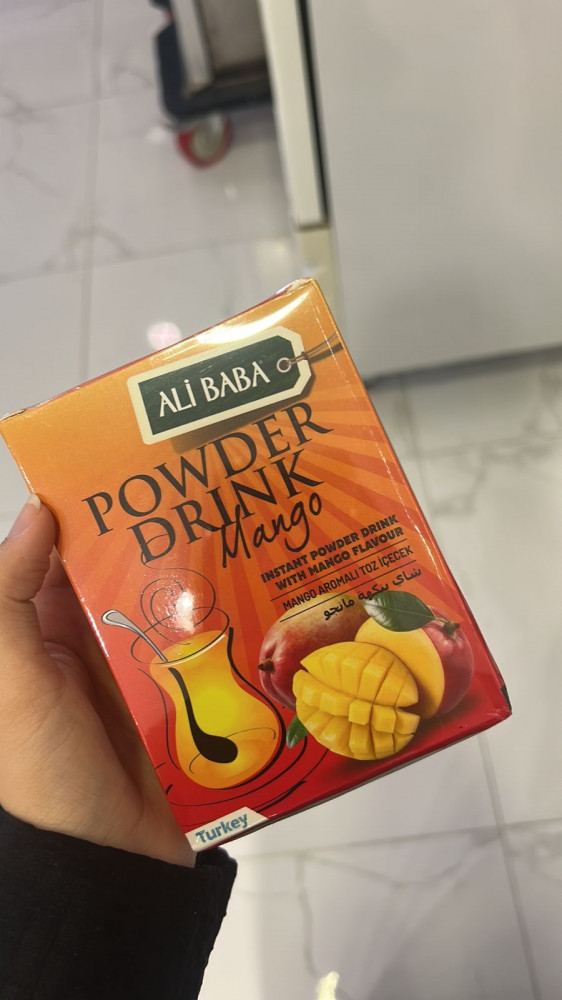 ALİ BABA
POWDER
DRINK
Mango
INSTANT POWDER DRINK
WITH MANGO FLAVOUR
MANGO AROMALI TOZ İÇECEK
شاي بنكهة مانجو
Turkey